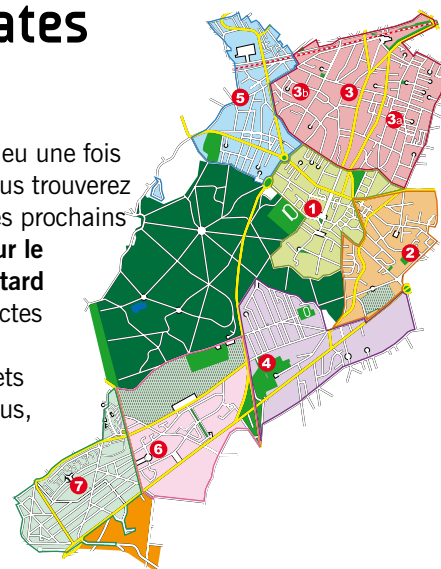 ates
eu une fois
us trouverez
es prochains
ur le
tard
ctes
ets
us,
5
3b
3
3a
1
2
4
6
7